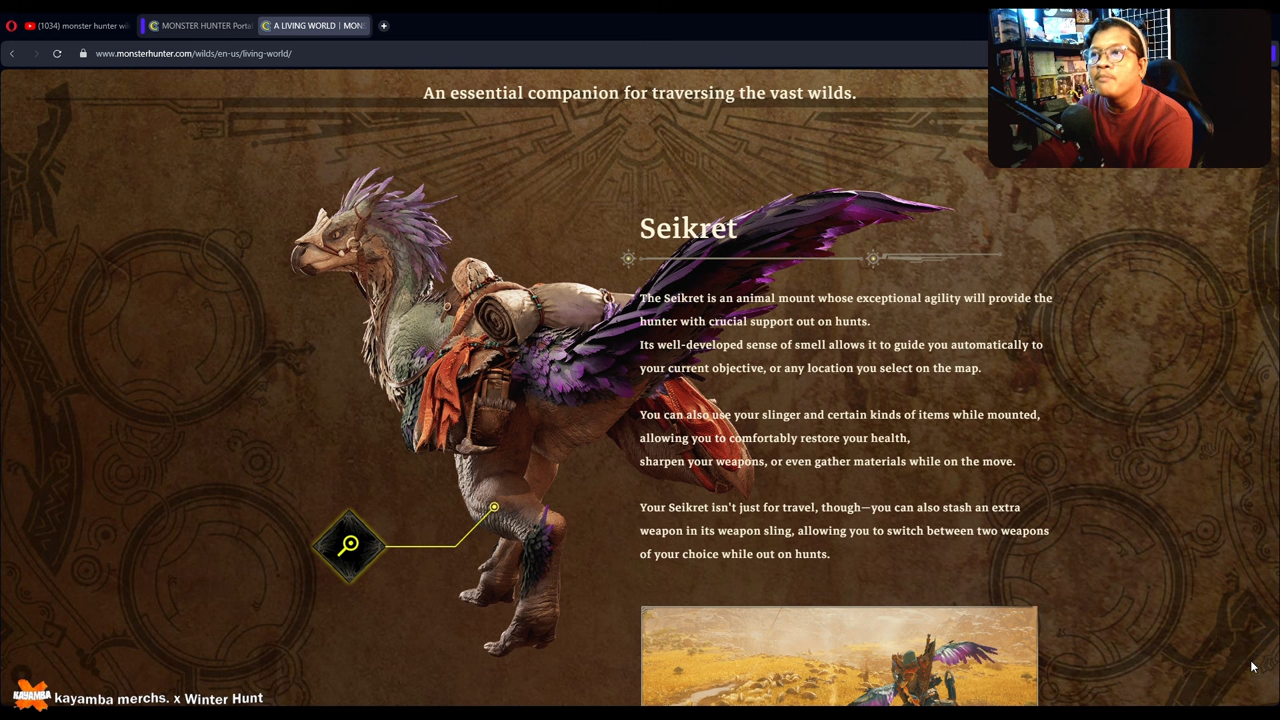 (1034) monster hunter wil
MONSTER HUNTER Porta
A LIVING WORLD | MON
www.monsterhunter.com/wilds/en-us/living-world/
An essential companion for traversing the vast wilds.
Seikret
The Seikret is an animal mount whose exceptional agility will provide the
hunter with crucial support out on hunts.
Its well-developed sense of smell allows it to guide you automatically to
your current objective, or any location you select on the map.
You can also use your slinger and certain kinds of items while mounted,
allowing you to comfortably restore your health,
sharpen your weapons, or even gather materials while on the move.
Your Seikret isn't just for travel, though—you can also stash an extra
weapon in its weapon sling, allowing you to switch between two weapons
of your choice while out on hunts.
KAYAMBA
kayamba merchs. x Winter Hunt